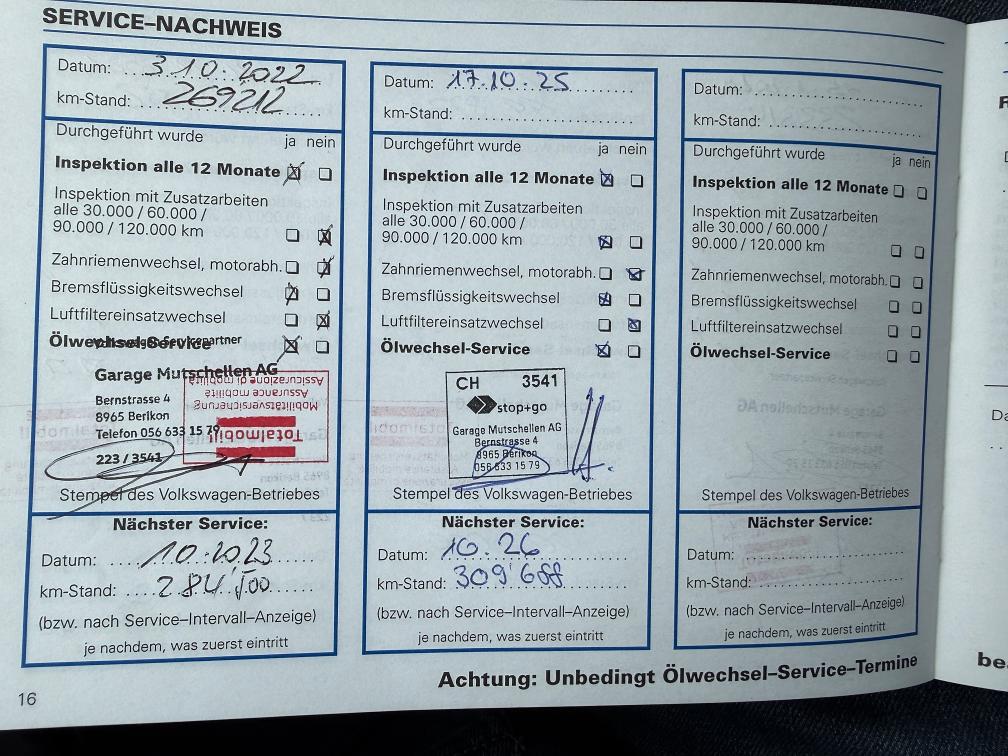 SERVICE–NACHWEIS
Datum: 3.10.2022
km-Stand: 269212
Durchgeführt wurde ja nein
Inspektion alle 12 Monate
Inspektion mit Zusatzarbeiten
alle 30.000 / 60.000 /
90.000 / 120.000 km
Zahnriemenwechsel, motorabh.
Bremsflüssigkeitswechsel
Luftfiltereinsatzwechsel
Ölwechsel-Service
Servicepartner
Garage Mutschellen AG
Bernstrasse 4
8965 Berikon
Telefon 056 633 15 79
223 / 3541
Totalmobil!
Mobilitätsversicherung
Assurance mobilité
Assicurazione di mobilità
Stempel des Volkswagen-Betriebes
Nächster Service:
Datum: 10.2023
km-Stand:
(bzw. nach Service–Intervall–Anzeige)
je nachdem, was zuerst eintritt
Datum: 17.10.25
km-Stand:
Durchgeführt wurde ja nein
Inspektion alle 12 Monate
Inspektion mit Zusatzarbeiten
alle 30.000 / 60.000 /
90.000 / 120.000 km
Zahnriemenwechsel, motorabh.
Bremsflüssigkeitswechsel
Luftfiltereinsatzwechsel
Ölwechsel-Service
CH 3541
stop+go
Garage Mutschellen AG
Bernstrasse 4
8965 Berikon
056 633 15 79
Stempel des Volkswagen-Betriebes
Nächster Service:
Datum: 10.26
km-Stand: 309'688
(bzw. nach Service–Intervall–Anzeige)
je nachdem, was zuerst eintritt
Datum:
km-Stand:
Durchgeführt wurde ja nein
Inspektion alle 12 Monate
Inspektion mit Zusatzarbeiten
alle 30.000 / 60.000 /
90.000 / 120.000 km
Zahnriemenwechsel, motorabh.
Bremsflüssigkeitswechsel
Luftfiltereinsatzwechsel
Ölwechsel-Service
Stempel des Volkswagen-Betriebes
Nächster Service:
Datum:
km-Stand:
(bzw. nach Service–Intervall–Anzeige)
je nachdem, was zuerst eintritt
Achtung: Unbedingt Ölwechsel–Service–Termine
16